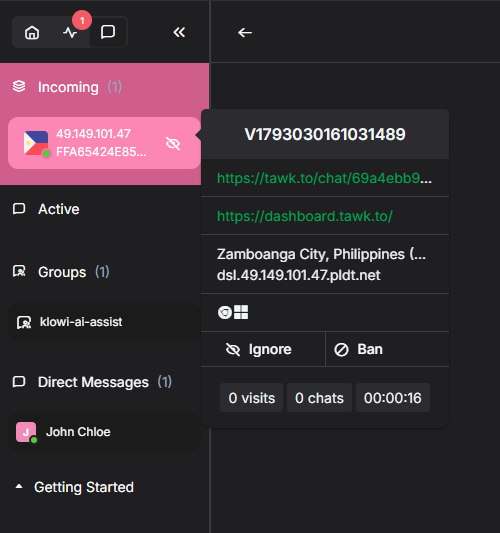 1
Incoming (1)
49.149.101.47
FFA65424E85...
Active
Groups (1)
klowi-ai-assist
Direct Messages (1)
J
John Chloe
Getting Started
V1793030161031489
https://tawk.to/chat/69a4ebb9...
https://dashboard.tawk.to/
Zamboanga City, Philippines (...
dsl.49.149.101.47.pldt.net
Ignore
Ban
0 visits
0 chats
00:00:16